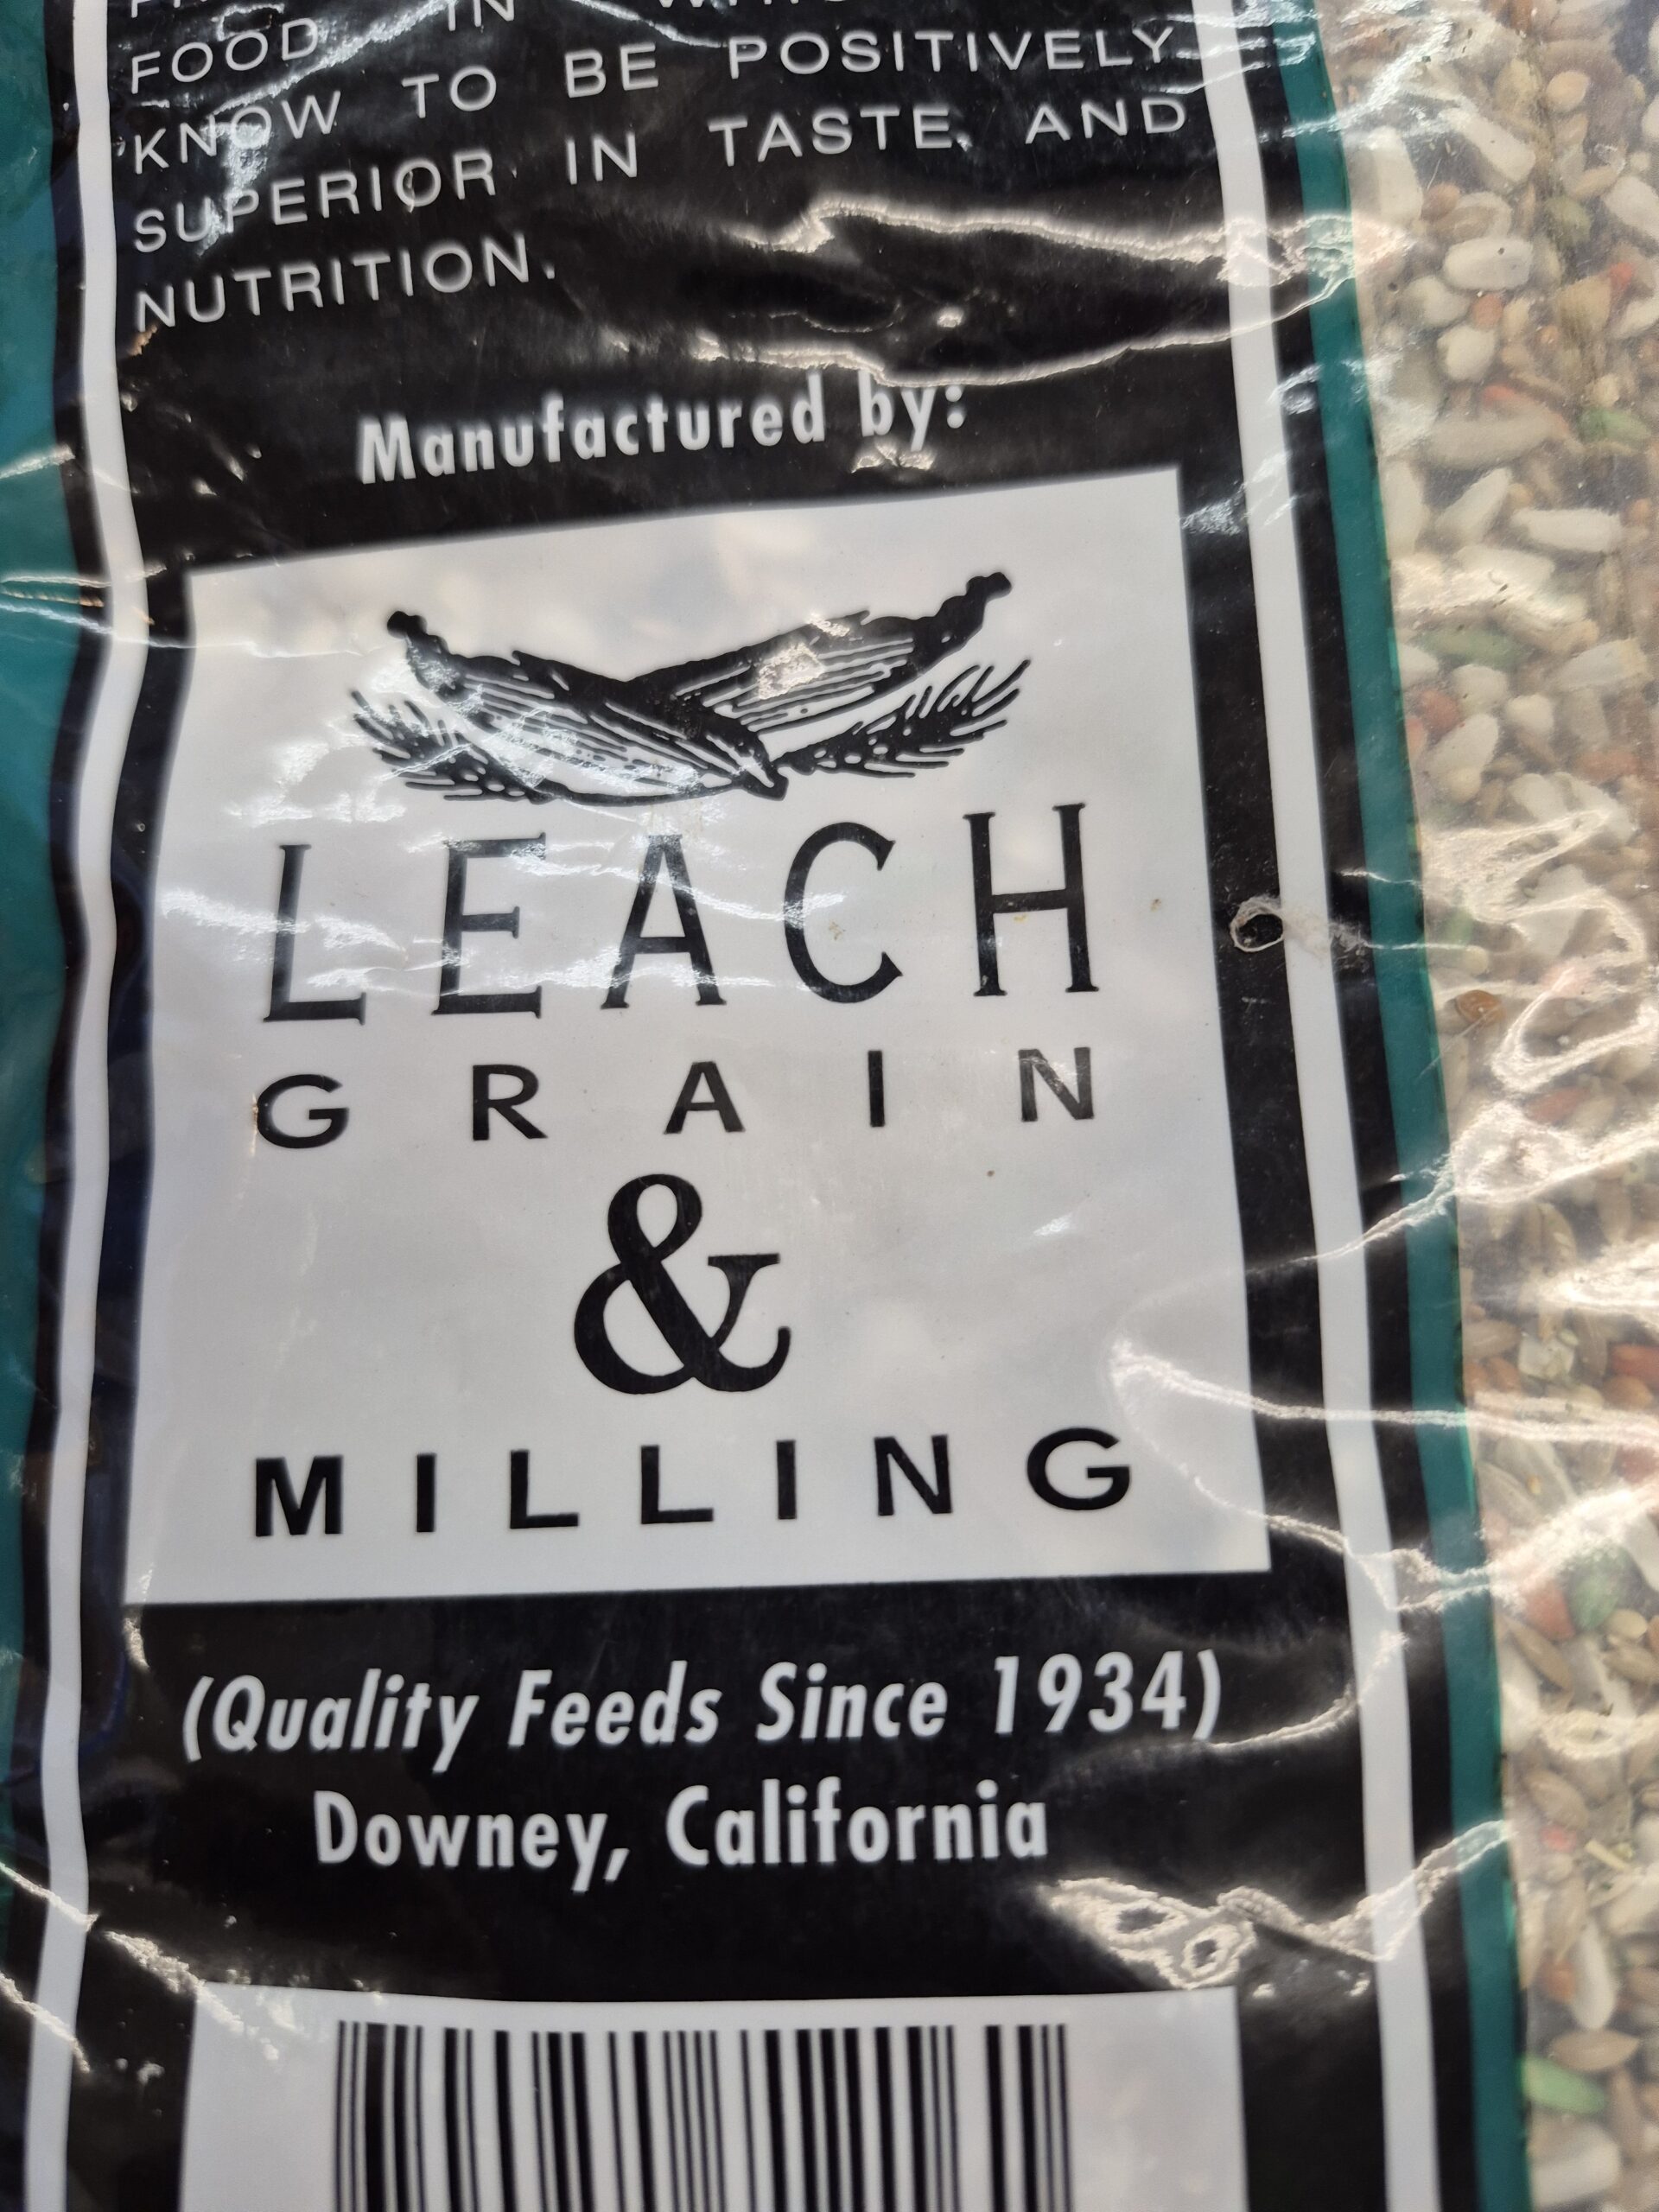 FOOD IN
KNOW TO BE POSITIVELY
SUPERIOR IN TASTE AND
NUTRITION.
Manufactured by:
LEACH
GRAIN
&
MILLING
(Quality Feeds Since 1934)
Downey, California